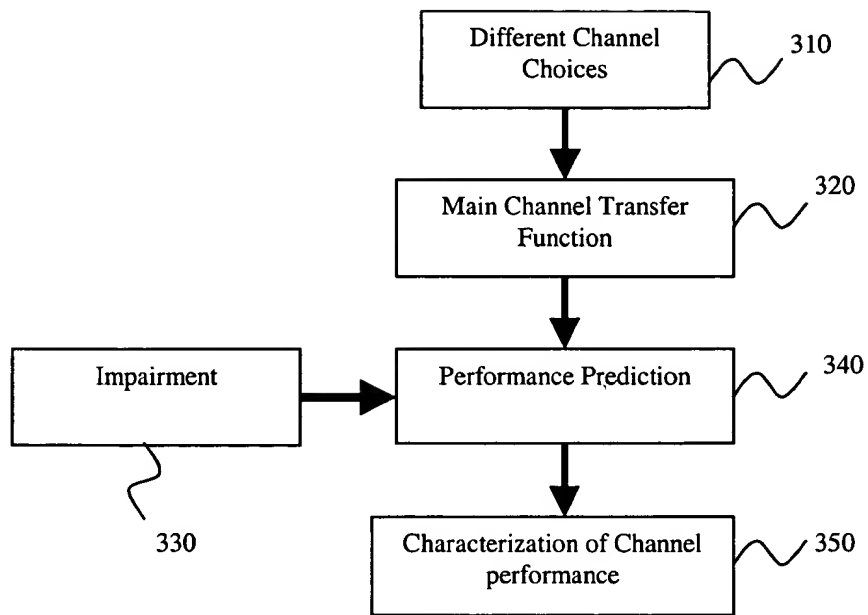 Different Channel
Choices
310
Main Channel Transfer
Function
320
Impairment
330
Performance Prediction
340
Characterization of Channel
performance
350